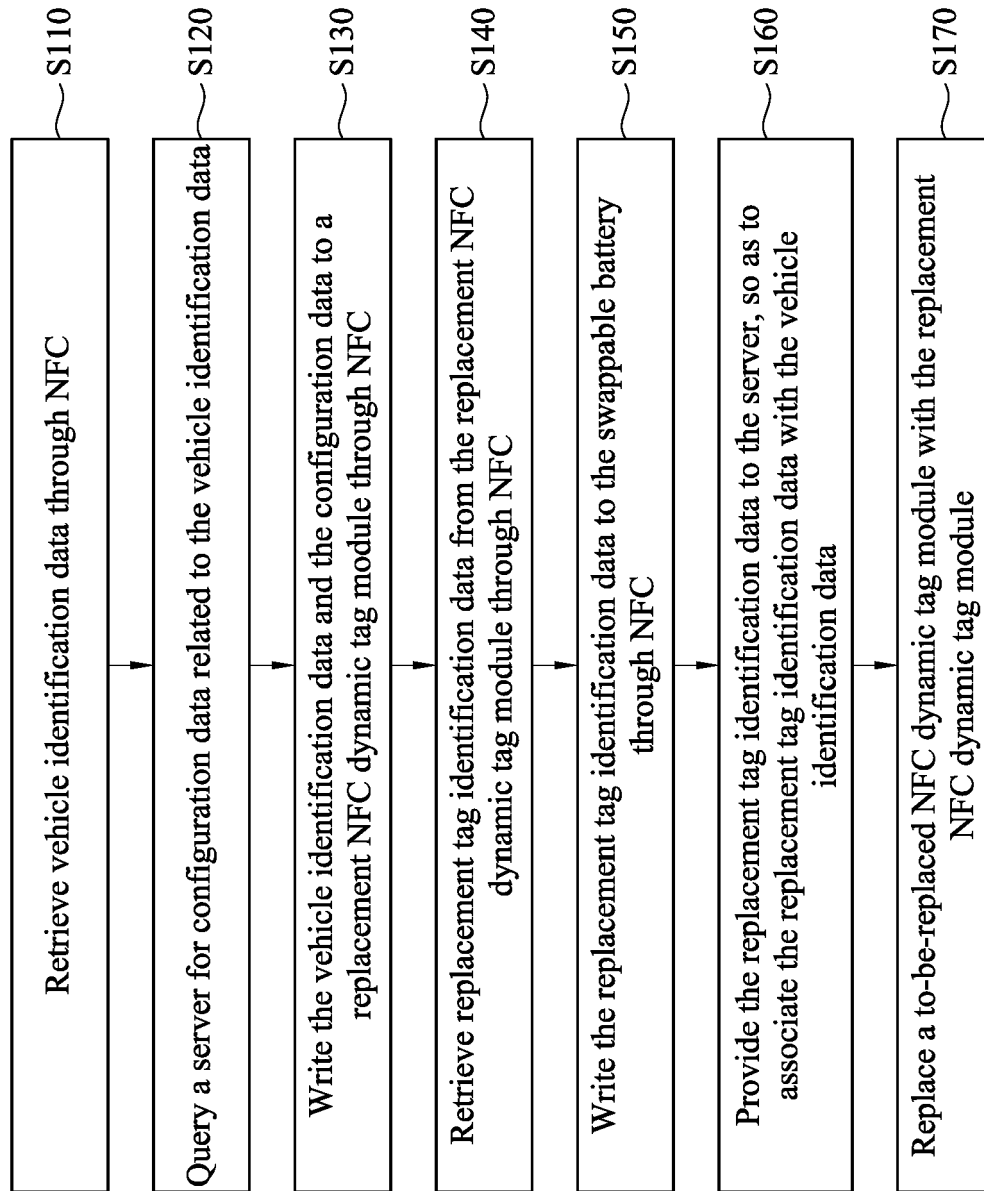 Retrieve vehicle identification data through NFC
S110
Query a server for configuration data related to the vehicle identification data
S120
Write the vehicle identification data and the configuration data to a
replacement NFC dynamic tag module through NFC
S130
Retrieve replacement tag identification data from the replacement NFC
dynamic tag module through NFC
S140
Write the replacement tag identification data to the swappable battery
through NFC
S150
Provide the replacement tag identification data to the server, so as to
associate the replacement tag identification data with the vehicle
identification data
S160
Replace a to-be-replaced NFC dynamic tag module with the replacement
NFC dynamic tag module
S170